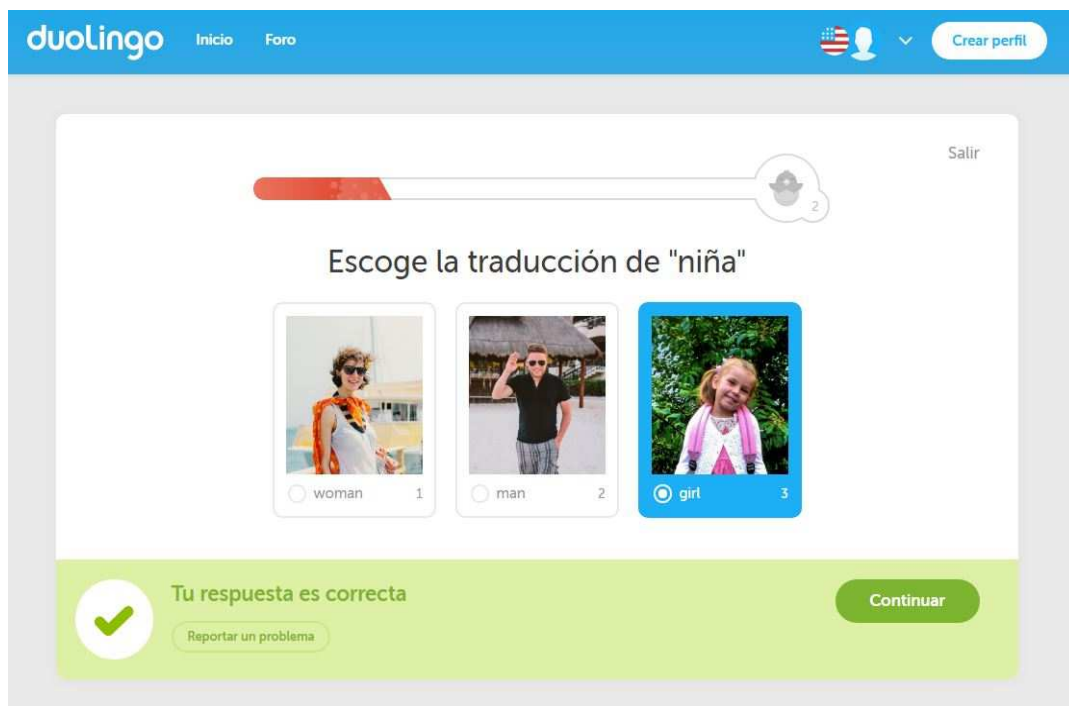 duolingo Inicio Foro Crear perfil
Salir
2
Escoge la traducción de "niña"
woman 1 man 2 girl 3
Tu respuesta es correcta
Continuar
Reportar un problema